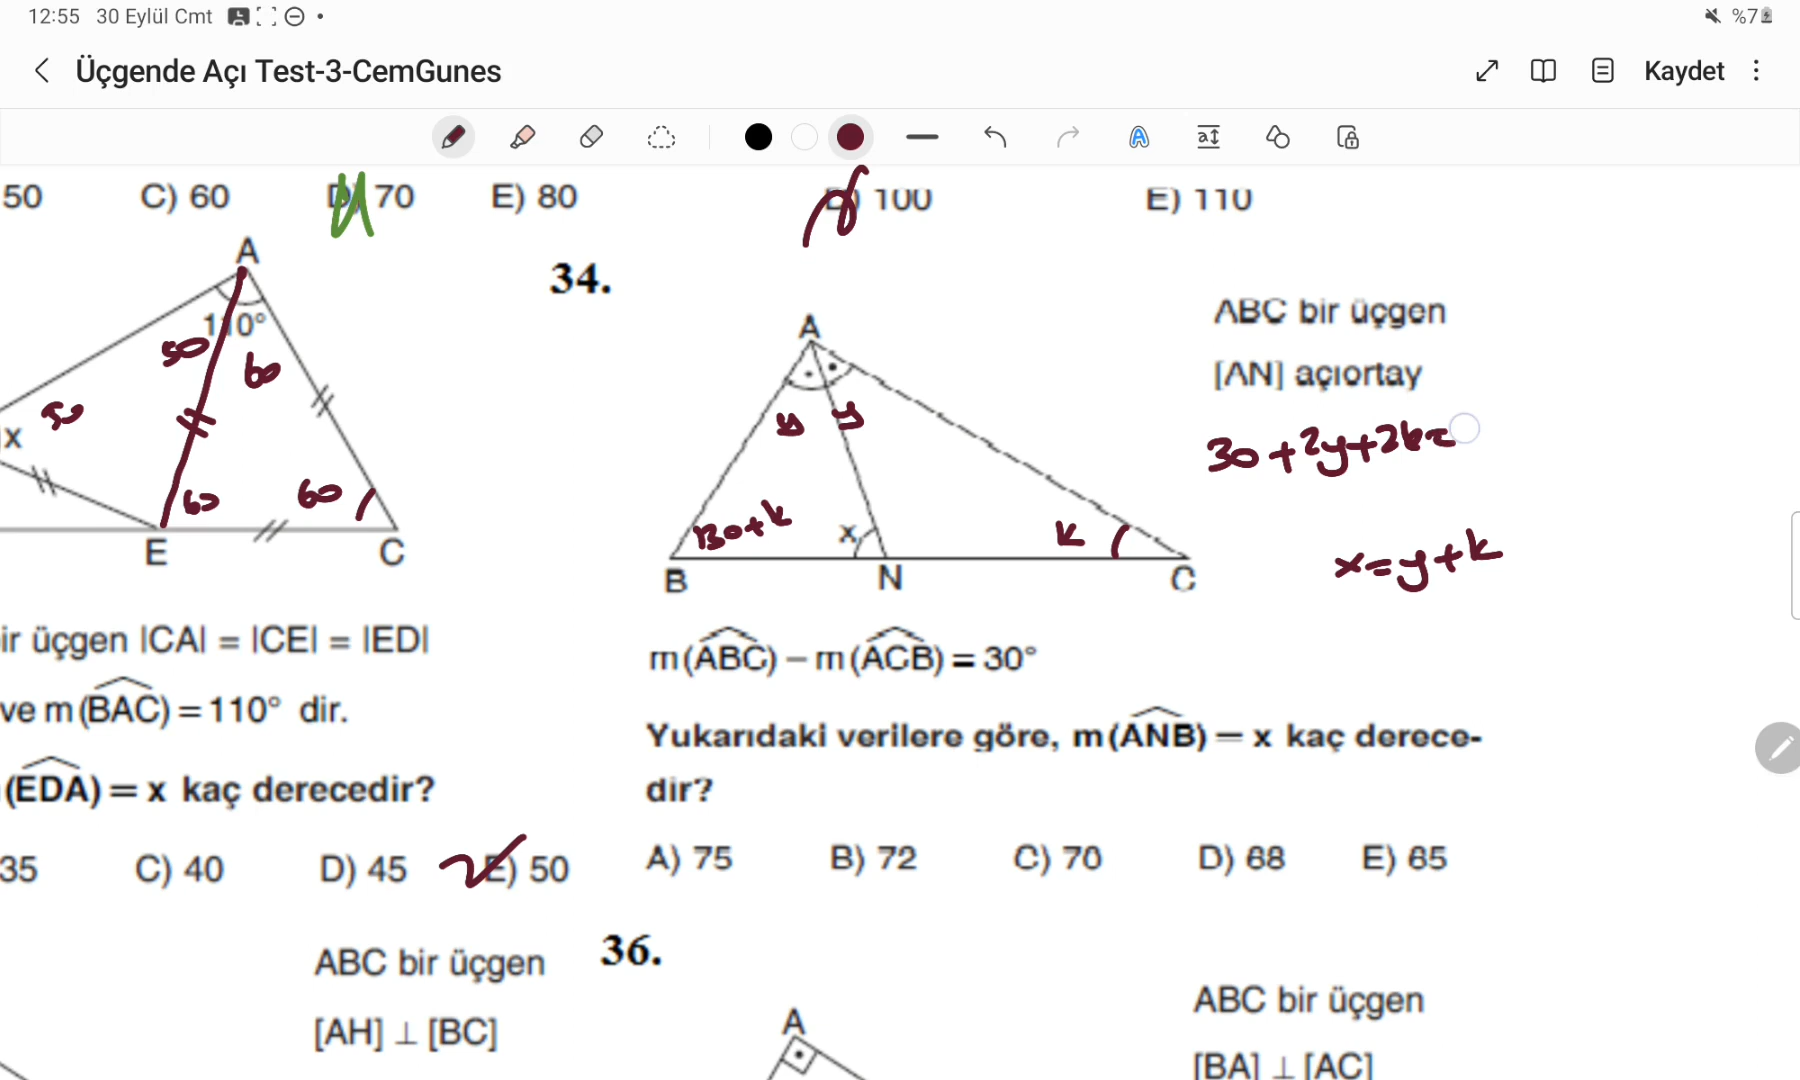 12:55 30 Eylül Cmt
%7
Üçgende Açı Test-3-CemGunes
Kaydet
50 C) 60 D) 70 E) 80
D) 100 E) 110
A
110°
50
60
50
x
60
60
E
C
ir üçgen |CA| = |CE| = |ED|
ve m(BAC) = 110° dir.
(EDA) = x kaç derecedir?
35 C) 40 D) 45 E) 50
34.
A
y y
30+k
x
k
B
N
C
ABC bir üçgen
[AN] açıortay
30+2y+2k=
x=y+k
m(ABC) – m(ACB) = 30°
Yukarıdaki verilere göre, m(ANB) = x kaç derece-
dir?
A) 75 B) 72 C) 70 D) 68 E) 65
ABC bir üçgen
[AH] ⊥ [BC]
36.
A
ABC bir üçgen
[BA] ⊥ [AC]